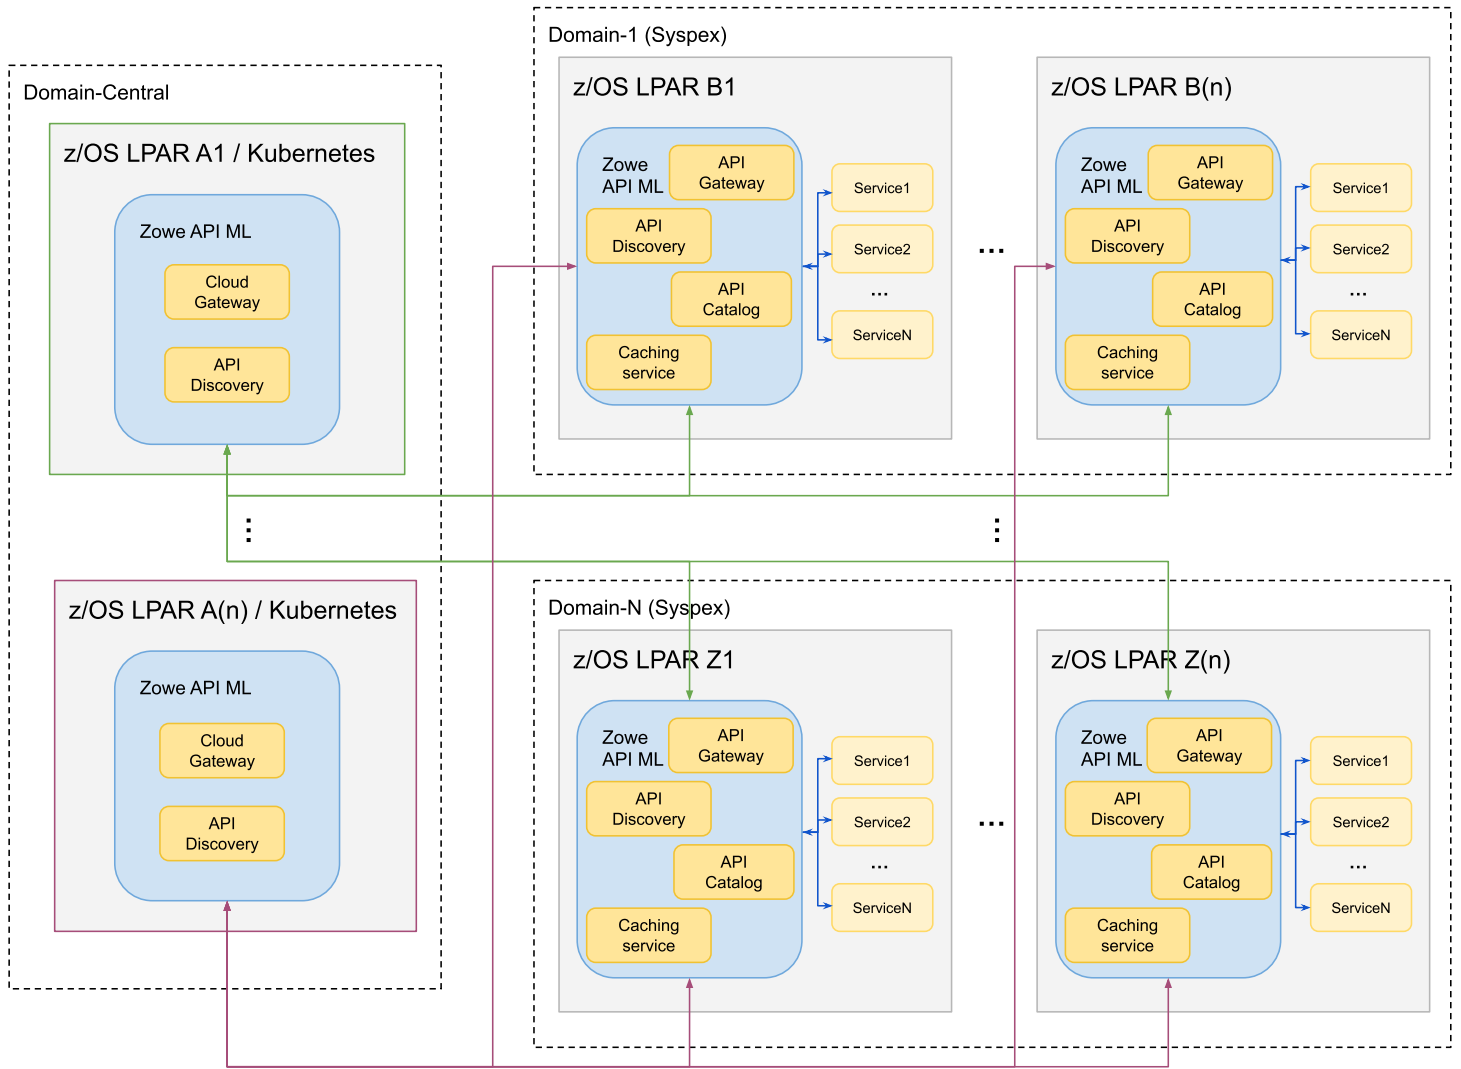 Domain-Central
z/OS LPAR A1 / Kubernetes
Zowe API ML
Cloud
Gateway
API
Discovery
⋮
z/OS LPAR A(n) / Kubernetes
Zowe API ML
Cloud
Gateway
API
Discovery
Domain-1 (Syspex)
z/OS LPAR B1
Zowe
API ML
API
Gateway
API
Discovery
API
Catalog
Caching
service
Service1
Service2
...
ServiceN
...
z/OS LPAR B(n)
Zowe
API ML
API
Gateway
API
Discovery
API
Catalog
Caching
service
Service1
Service2
...
ServiceN
⋮
Domain-N (Syspex)
z/OS LPAR Z1
Zowe
API ML
API
Gateway
API
Discovery
API
Catalog
Caching
service
Service1
Service2
...
ServiceN
...
z/OS LPAR Z(n)
Zowe
API ML
API
Gateway
API
Discovery
API
Catalog
Caching
service
Service1
Service2
...
ServiceN